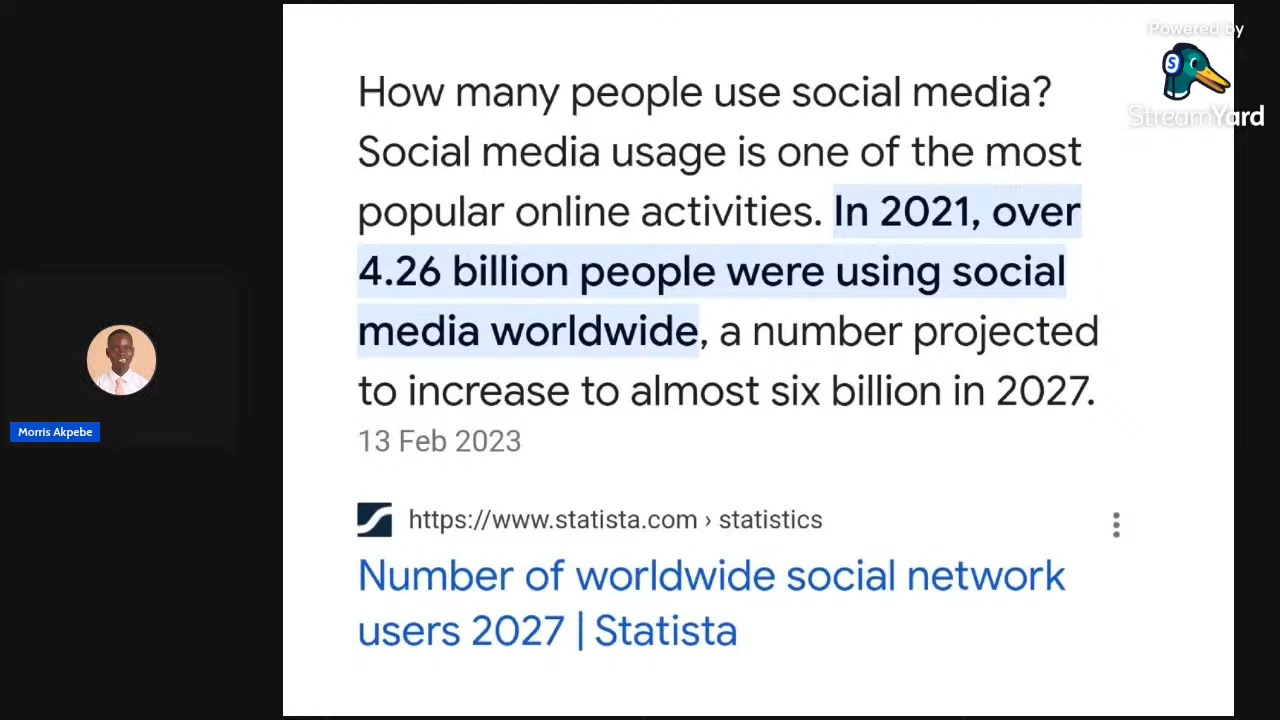 Powered by
StreamYard
How many people use social media?
Social media usage is one of the most
popular online activities. In 2021, over
4.26 billion people were using social
media worldwide, a number projected
to increase to almost six billion in 2027.
13 Feb 2023
https://www.statista.com › statistics
Number of worldwide social network
users 2027 | Statista
Morris Akpebe